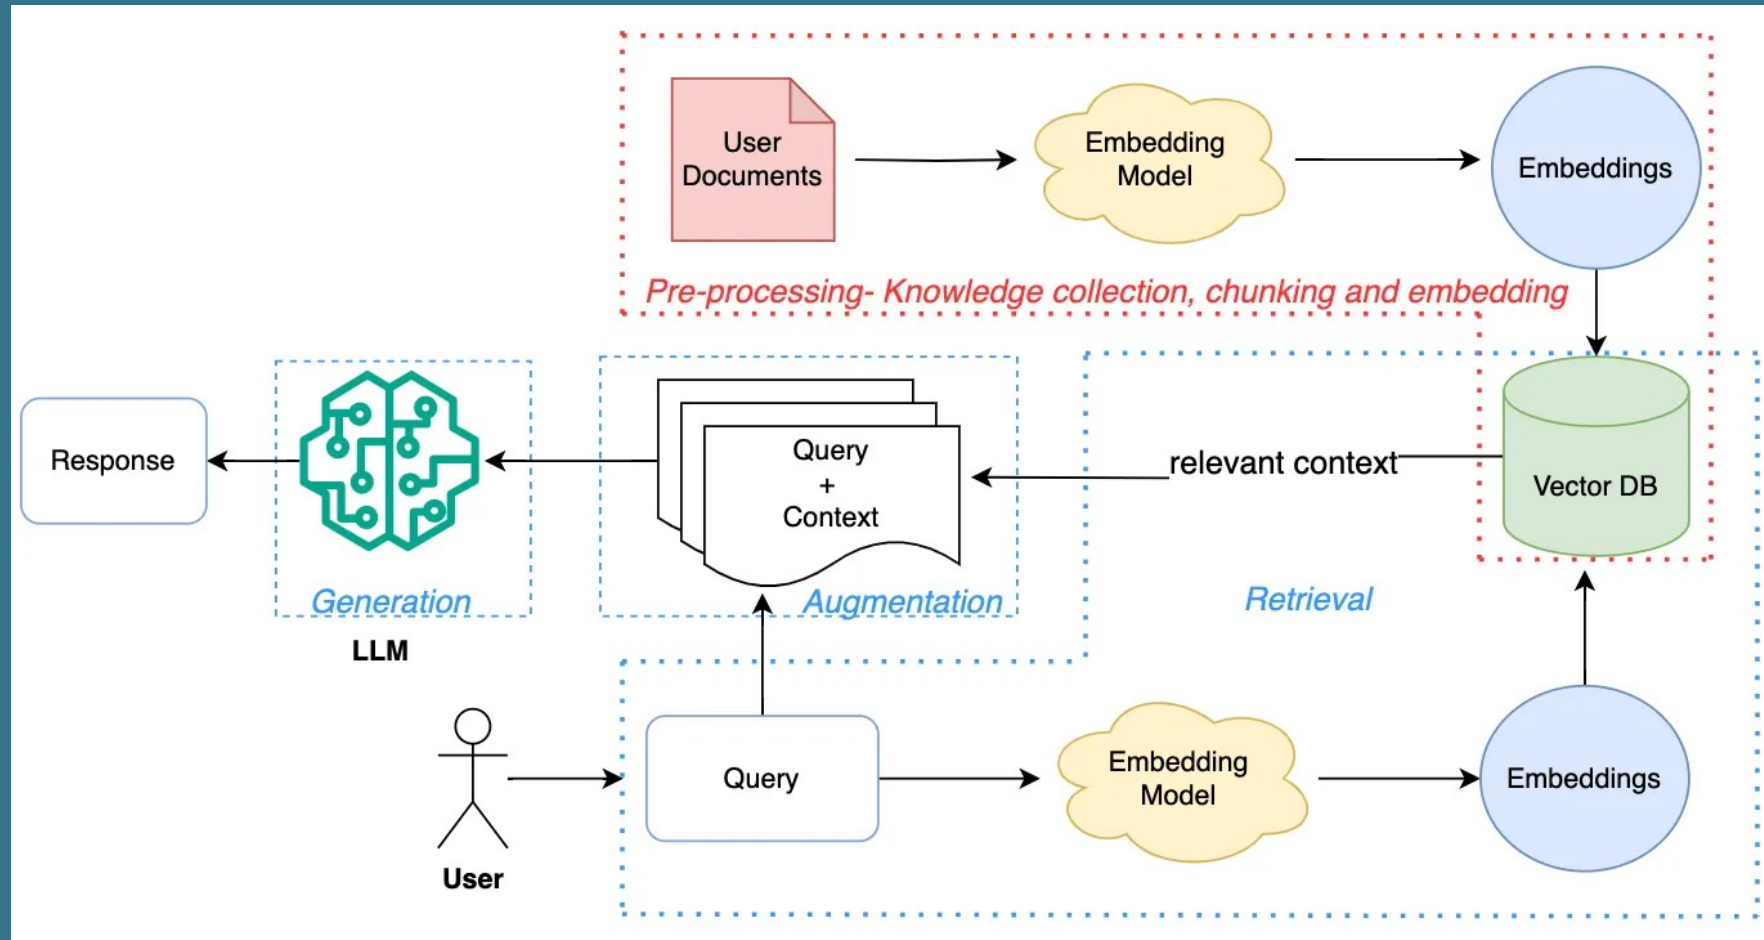 User
Documents
Embedding
Model
Embeddings
Pre-processing- Knowledge collection, chunking and embedding
Response
Query
+
Context
relevant context
Vector DB
Generation
Augmentation
Retrieval
LLM
Query
Embedding
Model
Embeddings
User